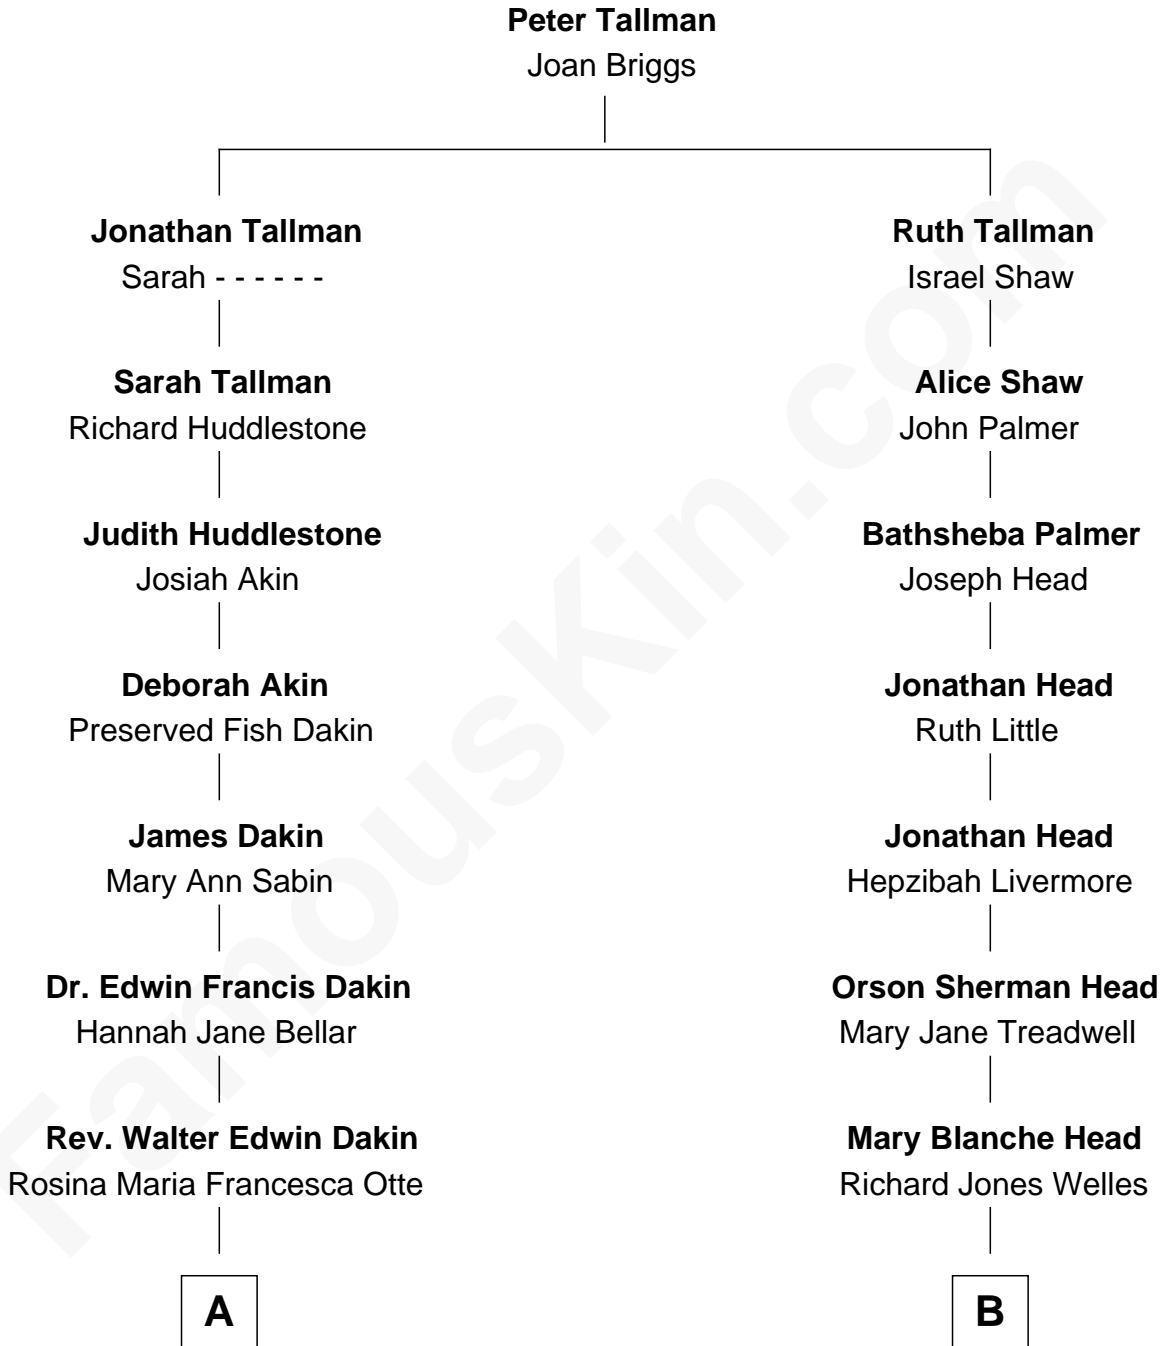 Peter Tallman
Joan Briggs
Jonathan Tallman
Sarah - - - - - -
Ruth Tallman
Israel Shaw
Sarah Tallman
Richard Huddlestone
Alice Shaw
John Palmer
Judith Huddlestone
Josiah Akin
Bathsheba Palmer
Joseph Head
Deborah Akin
Preserved Fish Dakin
Jonathan Head
Ruth Little
James Dakin
Mary Ann Sabin
Jonathan Head
Hepzibah Livermore
Dr. Edwin Francis Dakin
Hannah Jane Bellar
Orson Sherman Head
Mary Jane Treadwell
Rev. Walter Edwin Dakin
Rosina Maria Francesca Otte
Mary Blanche Head
Richard Jones Welles
A
B
FamousKin.com